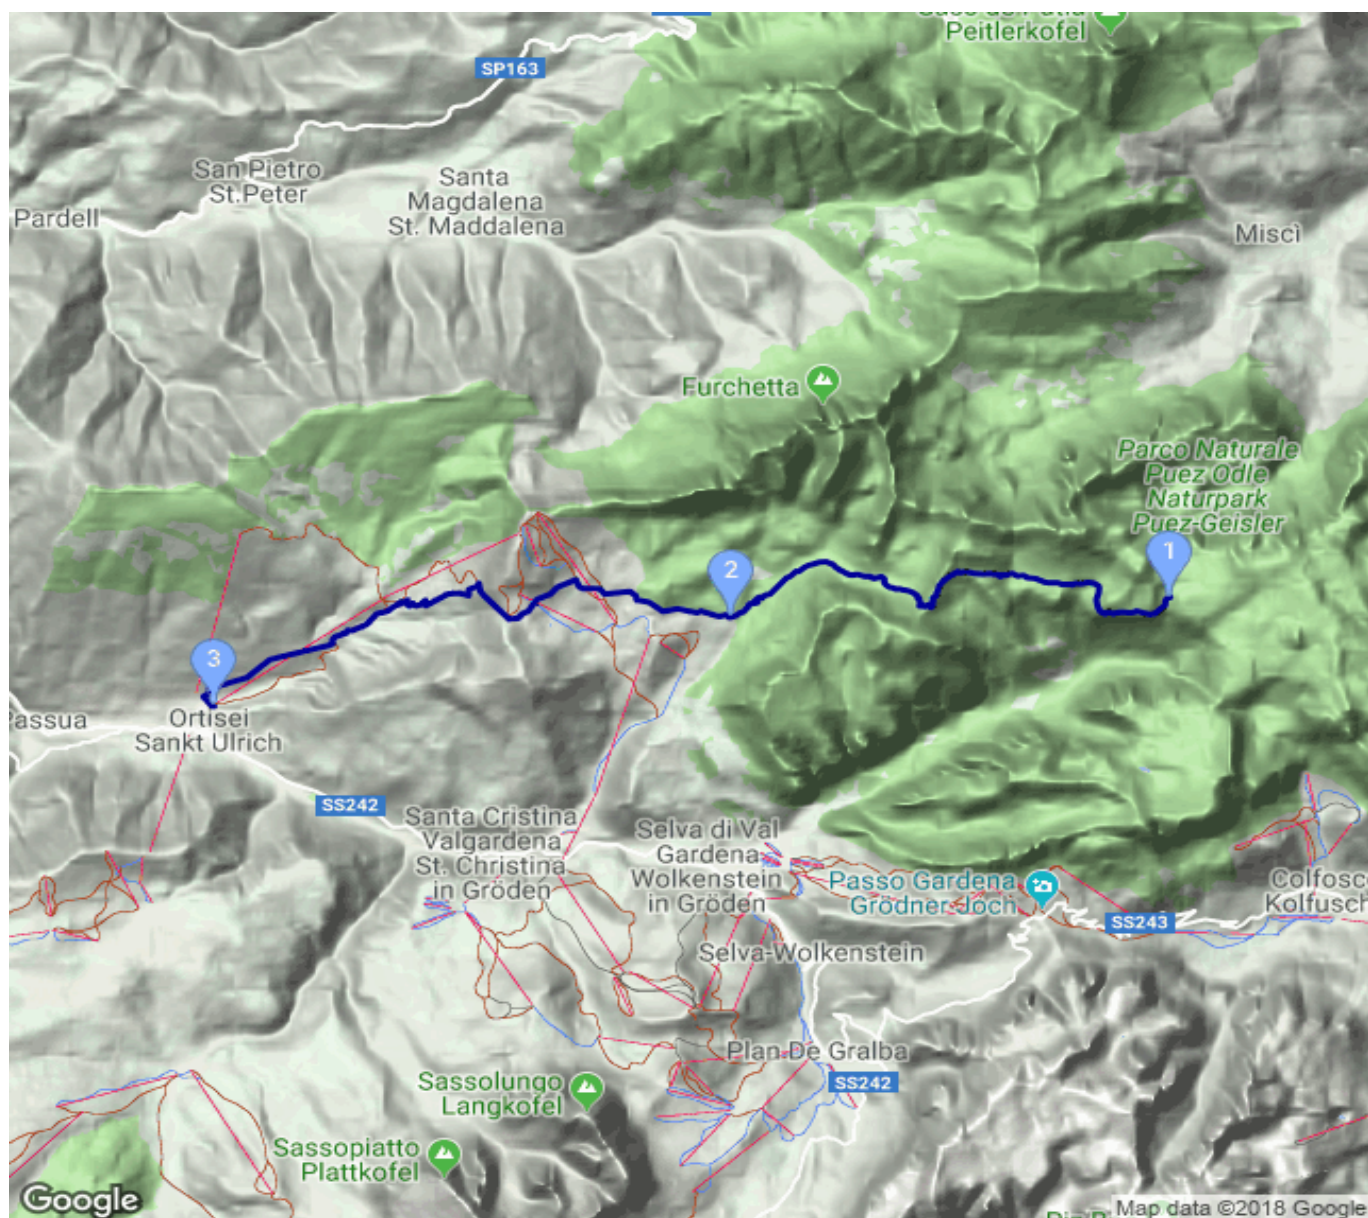 Peitlerkofel
SP163
San Pietro
St.Peter
Santa
Magdalena
St. Maddalena
Pardell
Miscì
Furchetta
Parco Naturale
Puez Odle
Naturpark
Puez-Geisler
1
2
3
Passua
Ortisei
Sankt Ulrich
SS242
Santa Cristina
Valgardena
St. Christina
in Gröden
Selva di Val
Gardena
Wolkenstein
in Gröden
Passo Gardena
Grödner Joch
Colfosco
Kolfusch
SS243
Selva-Wolkenstein
Plan De Gralba
SS242
Sassolungo
Langkofel
Sassopiatto
Plattkofel
Google
Map data ©2018 Google